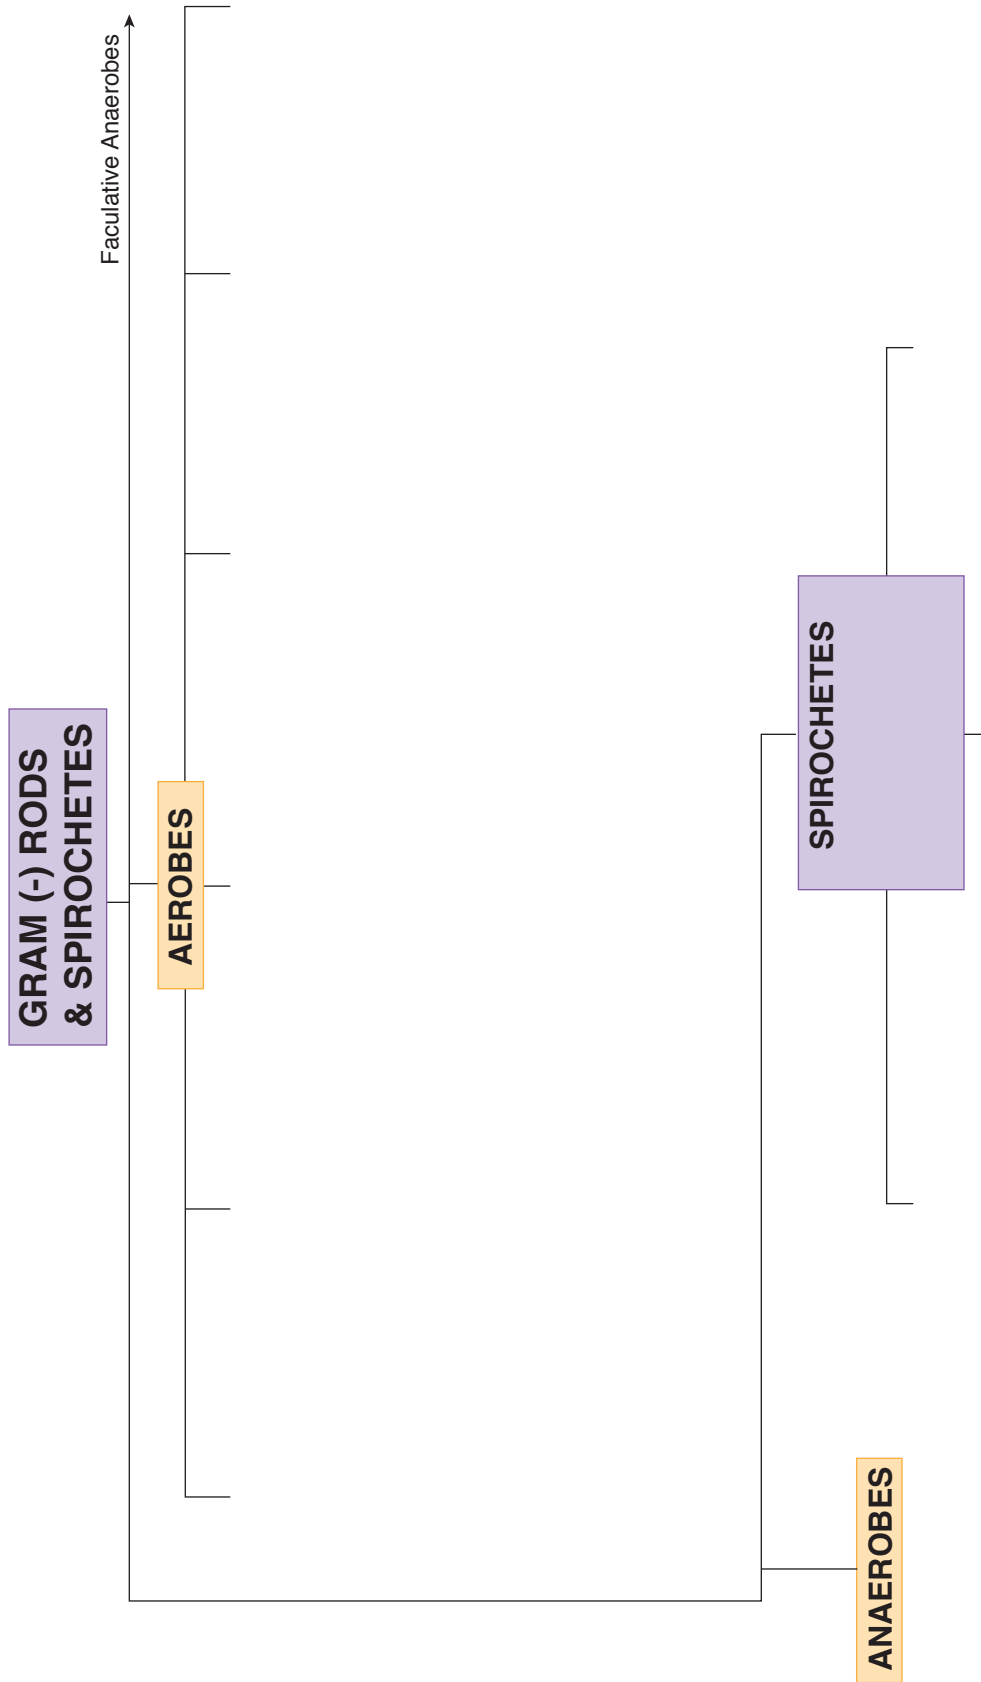 GRAM (-) RODS
& SPIROCHETES
Faculative Anaerobes
AEROBES
SPIROCHETES
ANAEROBES